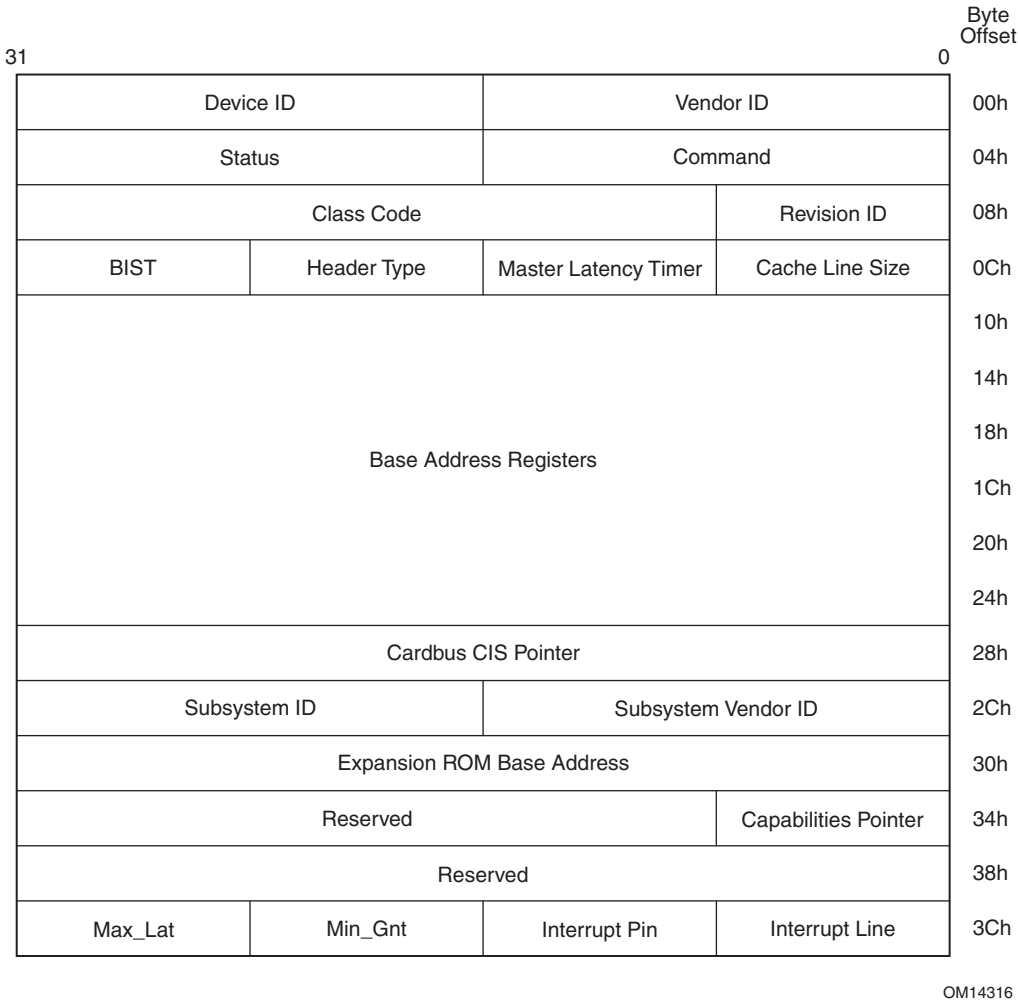 Byte
Offset
31 0
Device ID Vendor ID 00h
Status Command 04h
Class Code Revision ID 08h
BIST Header Type Master Latency Timer Cache Line Size 0Ch
10h
14h
18h
Base Address Registers
1Ch
20h
24h
Cardbus CIS Pointer 28h
Subsystem ID Subsystem Vendor ID 2Ch
Expansion ROM Base Address 30h
Reserved Capabilities Pointer 34h
Reserved 38h
Max_Lat Min_Gnt Interrupt Pin Interrupt Line 3Ch
OM14316